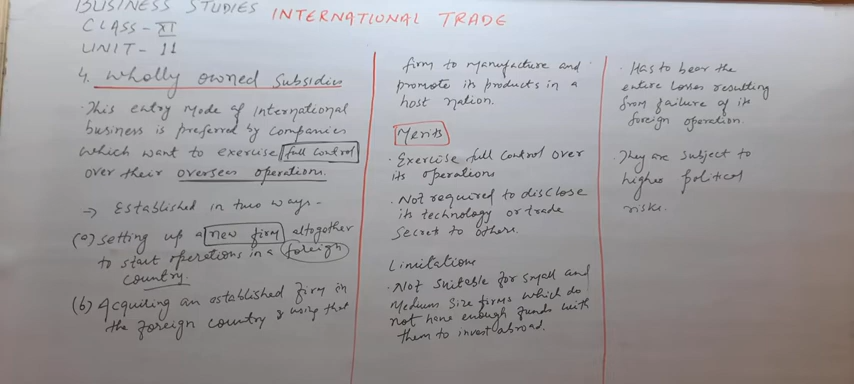 BUSINESS STUDIES
INTERNATIONAL TRADE
CLASS - XI
UNIT - 11
4. Wholly owned Subsidies
· This entry mode of International
business is preferred by companies
which want to exercise full control
over their overseas operations.
→ Established in two ways -
(a) Setting up a new firm altogether
to start operations in a foreign
country.
(b) Acquiring an established firm in
the foreign country & using that
firm to manufacture and
promote its products in a
host nation.
Merits
· Exercise full control over
its operations
· Not required to disclose
its technology or trade
secret to others.
Limitations
· Not suitable for small and
Medium size firms which do
not have enough funds with
them to invest abroad.
· Has to bear the
entire losses resulting
from failure of its
foreign operation.
· They are subject to
higher political
risks.